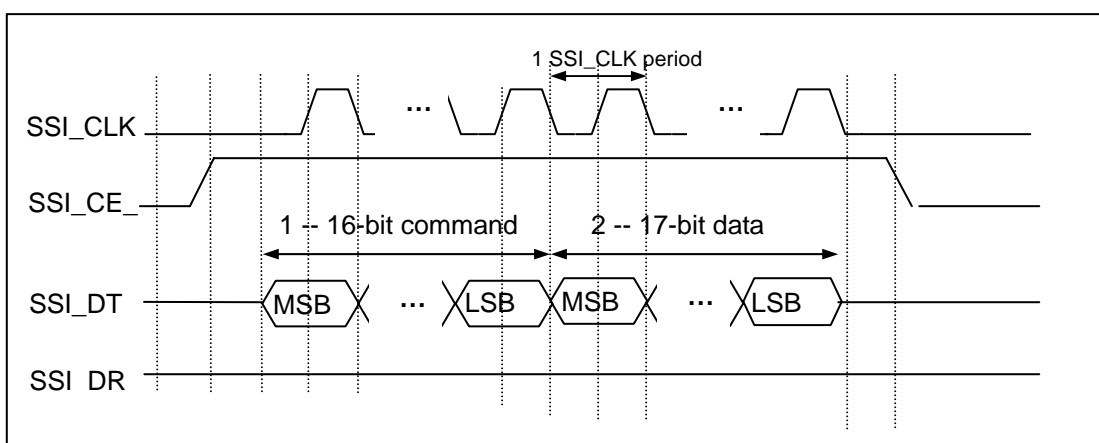 1 SSI_CLK period
... ...
SSI_CLK
SSI_CE_
1 -- 16-bit command 2 -- 17-bit data
SSI_DT MSB ... LSB MSB ... LSB
SSI DR